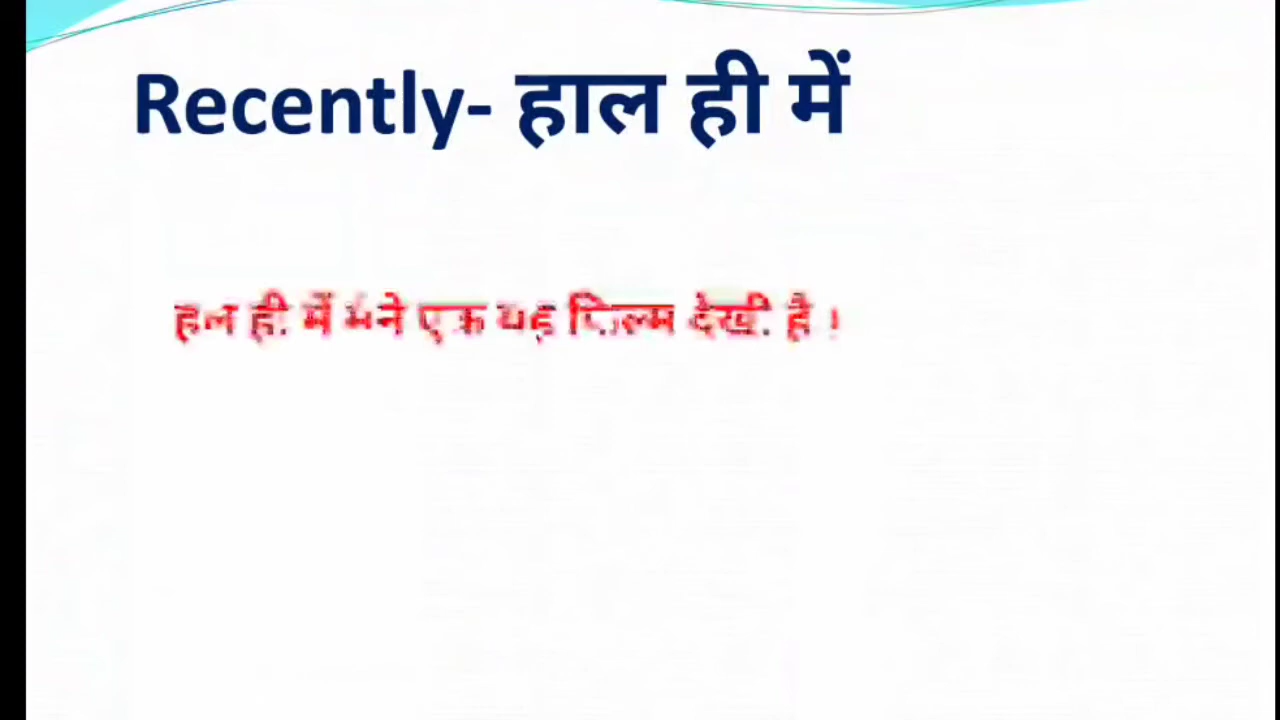 Recently- हाल ही में
हाल ही में मैंने एक यह फिल्म देखी है ।